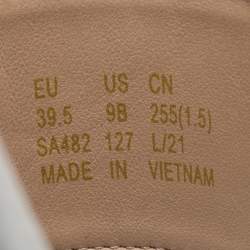 EU US CN
39.5 9B 255(1.5)
SA482 127 L/21
MADE IN VIETNAM